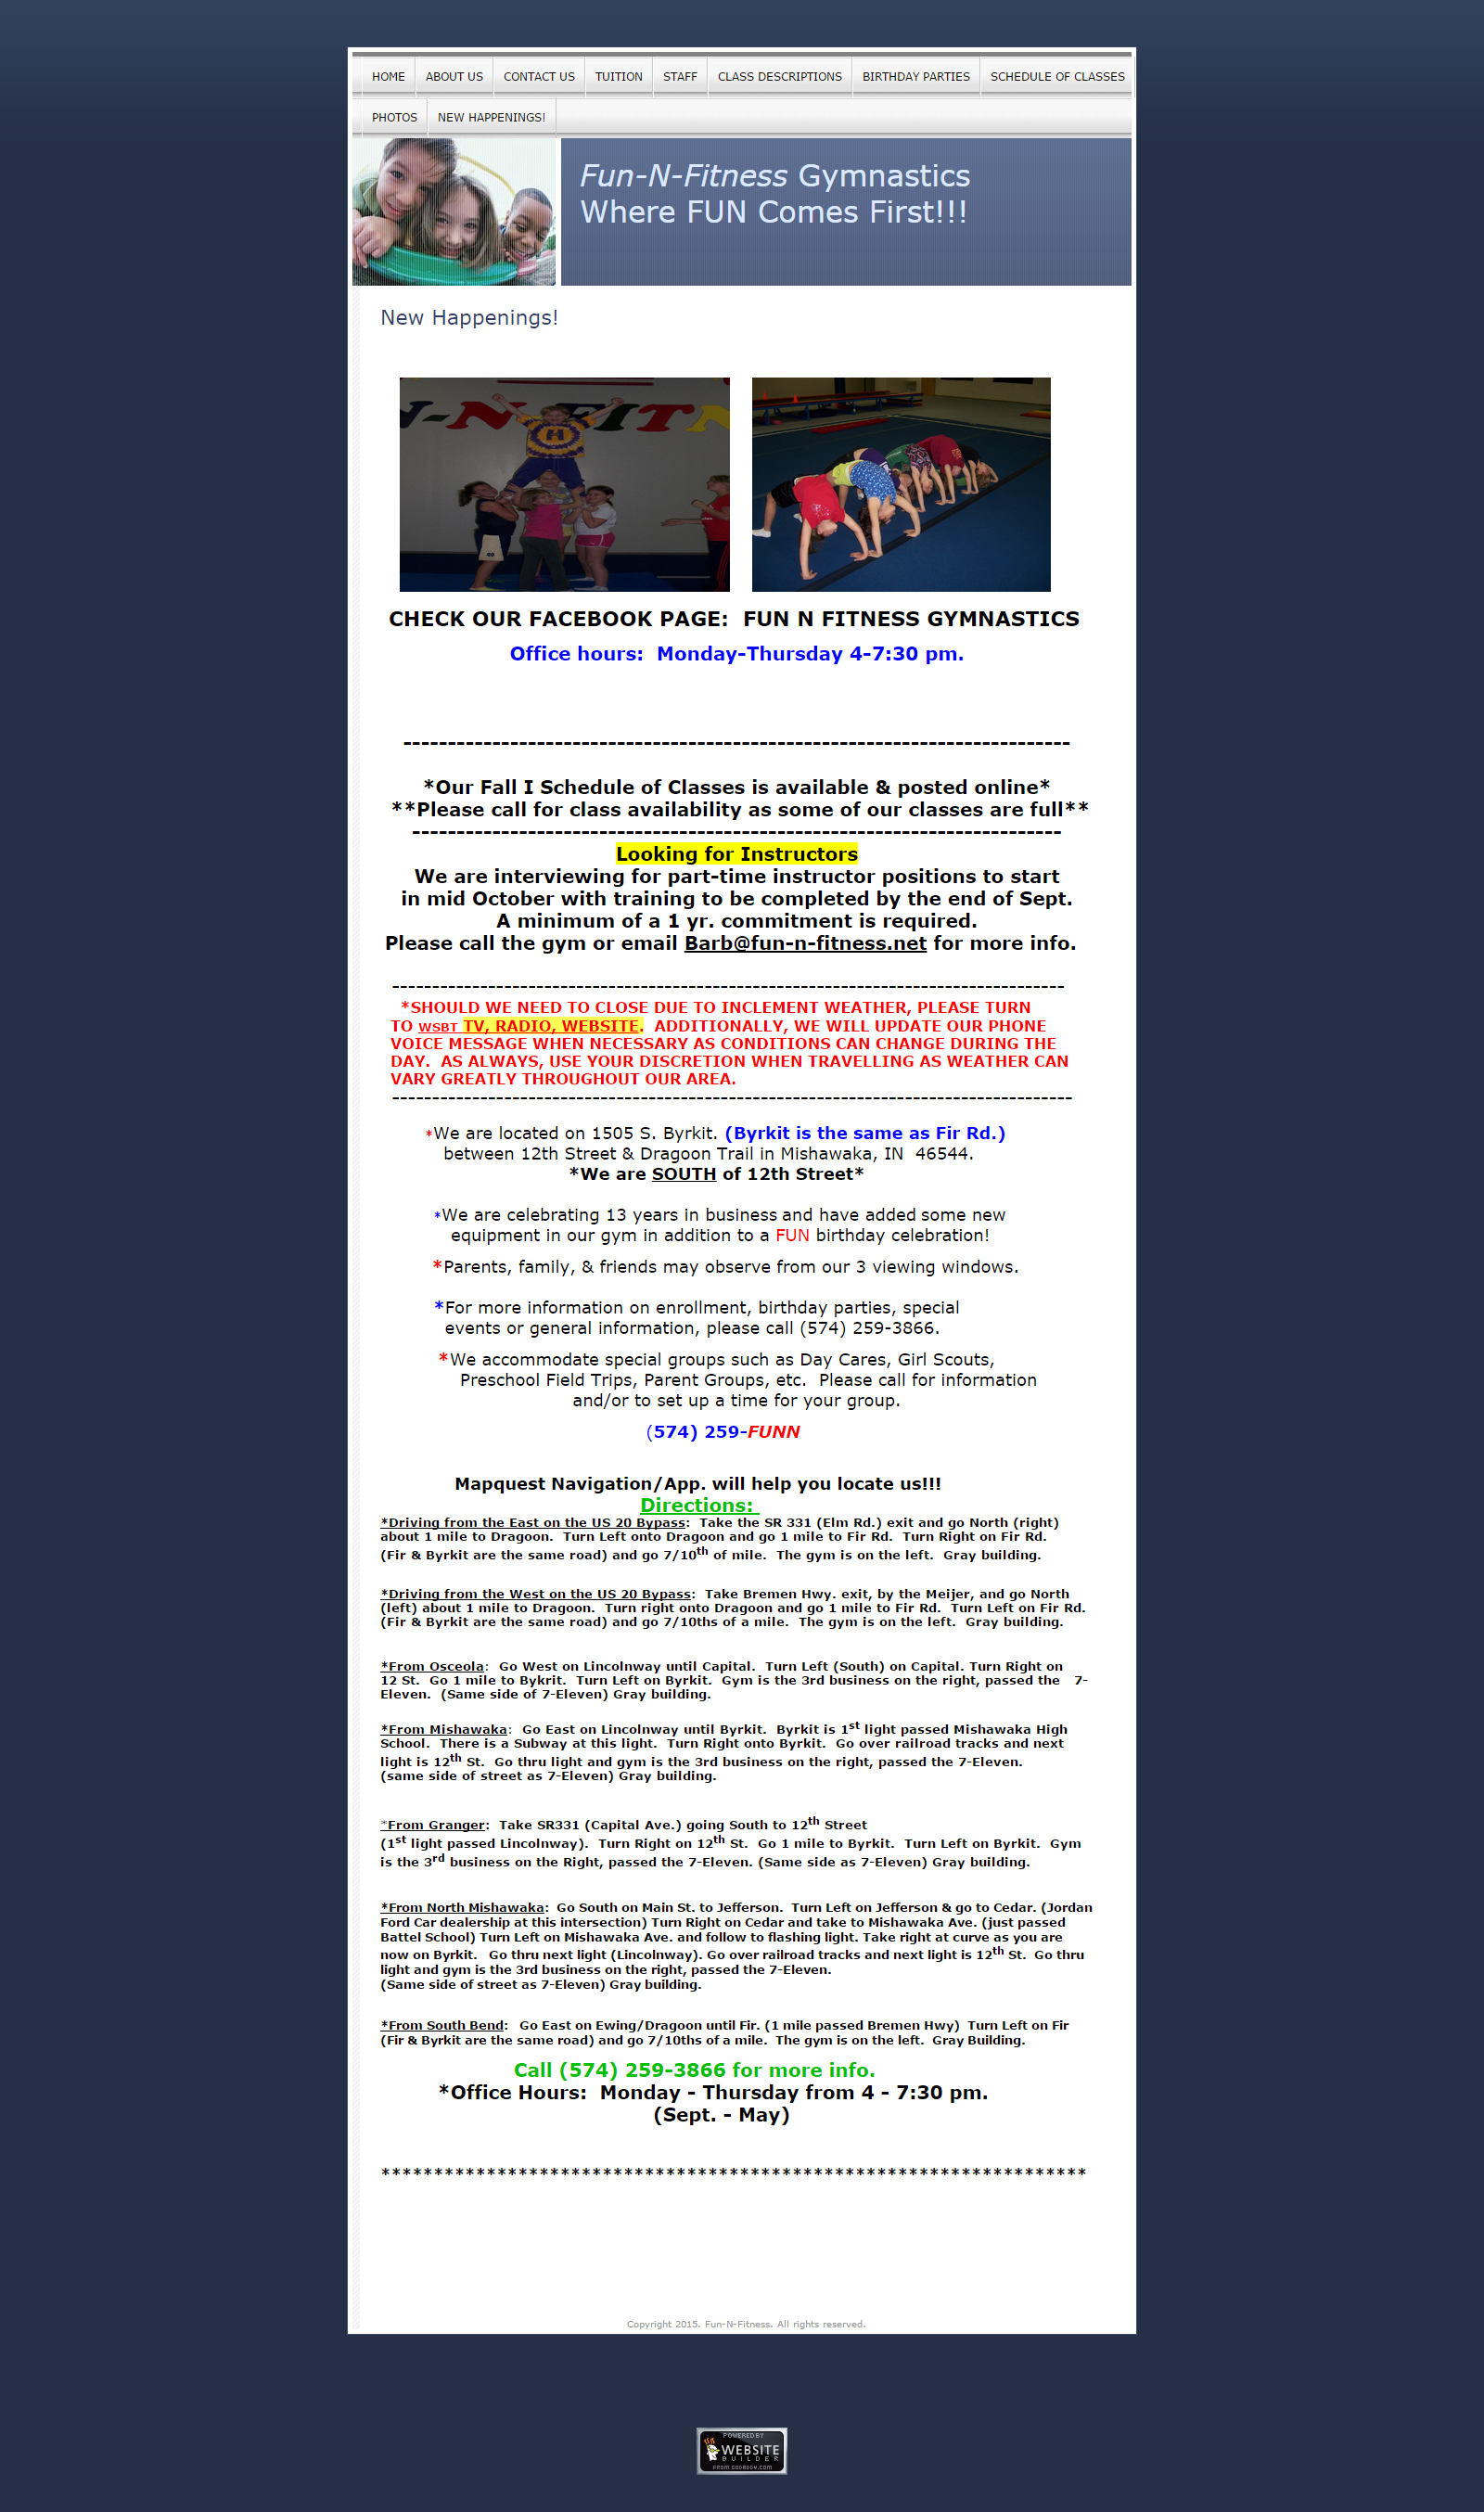 HOME ABOUT US CONTACT US TUITION STAFF CLASS DESCRIPTIONS BIRTHDAY PARTIES SCHEDULE OF CLASSES
PHOTOS NEW HAPPENINGS!
Fun-N-Fitness Gymnastics
Where FUN Comes First!!!
New Happenings!
N-N-FITN
H
CHECK OUR FACEBOOK PAGE:  FUN N FITNESS GYMNASTICS
Office hours:  Monday-Thursday 4-7:30 pm.
----------------------------------------------------------------------------
*Our Fall I Schedule of Classes is available & posted online*
**Please call for class availability as some of our classes are full**
--------------------------------------------------------------------------
Looking for Instructors
We are interviewing for part-time instructor positions to start
in mid October with training to be completed by the end of Sept.
A minimum of a 1 yr. commitment is required.
Please call the gym or email Barb@fun-n-fitness.net for more info.
--------------------------------------------------------------------------------------
*SHOULD WE NEED TO CLOSE DUE TO INCLEMENT WEATHER, PLEASE TURN
TO WSBT TV, RADIO, WEBSITE.  ADDITIONALLY, WE WILL UPDATE OUR PHONE
VOICE MESSAGE WHEN NECESSARY AS CONDITIONS CAN CHANGE DURING THE
DAY.  AS ALWAYS, USE YOUR DISCRETION WHEN TRAVELLING AS WEATHER CAN
VARY GREATLY THROUGHOUT OUR AREA.
---------------------------------------------------------------------------------------
*We are located on 1505 S. Byrkit. (Byrkit is the same as Fir Rd.)
between 12th Street & Dragoon Trail in Mishawaka, IN  46544.
*We are SOUTH of 12th Street*
*We are celebrating 13 years in business and have added some new
equipment in our gym in addition to a FUN birthday celebration!
*Parents, family, & friends may observe from our 3 viewing windows.
*For more information on enrollment, birthday parties, special
events or general information, please call (574) 259-3866.
*We accommodate special groups such as Day Cares, Girl Scouts,
Preschool Field Trips, Parent Groups, etc.  Please call for information
and/or to set up a time for your group.
(574) 259-FUNN
Mapquest Navigation/App. will help you locate us!!!
Directions:
*Driving from the East on the US 20 Bypass:  Take the SR 331 (Elm Rd.) exit and go North (right)
about 1 mile to Dragoon.  Turn Left onto Dragoon and go 1 mile to Fir Rd.  Turn Right on Fir Rd.
(Fir & Byrkit are the same road) and go 7/10th of mile.  The gym is on the left.  Gray building.
*Driving from the West on the US 20 Bypass:  Take Bremen Hwy. exit, by the Meijer, and go North
(left) about 1 mile to Dragoon.  Turn right onto Dragoon and go 1 mile to Fir Rd.  Turn Left on Fir Rd.
(Fir & Byrkit are the same road) and go 7/10ths of a mile.  The gym is on the left.  Gray building.
*From Osceola:  Go West on Lincolnway until Capital.  Turn Left (South) on Capital. Turn Right on
12 St.  Go 1 mile to Bykrit.  Turn Left on Byrkit.  Gym is the 3rd business on the right, passed the   7-
Eleven.  (Same side of 7-Eleven) Gray building.
*From Mishawaka:  Go East on Lincolnway until Byrkit.  Byrkit is 1st light passed Mishawaka High
School.  There is a Subway at this light.  Turn Right onto Byrkit.  Go over railroad tracks and next
light is 12th St.  Go thru light and gym is the 3rd business on the right, passed the 7-Eleven.
(same side of street as 7-Eleven) Gray building.
*From Granger:  Take SR331 (Capital Ave.) going South to 12th Street
(1st light passed Lincolnway).  Turn Right on 12th St.  Go 1 mile to Byrkit.  Turn Left on Byrkit.  Gym
is the 3rd business on the Right, passed the 7-Eleven. (Same side as 7-Eleven) Gray building.
*From North Mishawaka:  Go South on Main St. to Jefferson.  Turn Left on Jefferson & go to Cedar. (Jordan
Ford Car dealership at this intersection) Turn Right on Cedar and take to Mishawaka Ave. (just passed
Battel School) Turn Left on Mishawaka Ave. and follow to flashing light. Take right at curve as you are
now on Byrkit.   Go thru next light (Lincolnway). Go over railroad tracks and next light is 12th St.  Go thru
light and gym is the 3rd business on the right, passed the 7-Eleven.
(Same side of street as 7-Eleven) Gray building.
*From South Bend:   Go East on Ewing/Dragoon until Fir. (1 mile passed Bremen Hwy)  Turn Left on Fir
(Fir & Byrkit are the same road) and go 7/10ths of a mile.  The gym is on the left.  Gray Building.
Call (574) 259-3866 for more info.
*Office Hours:  Monday - Thursday from 4 - 7:30 pm.
(Sept. - May)
*******************************************************************
Copyright 2015. Fun-N-Fitness. All rights reserved.
POWERED BY
WEBSITE
BUILDER
FROM GODADDY.COM